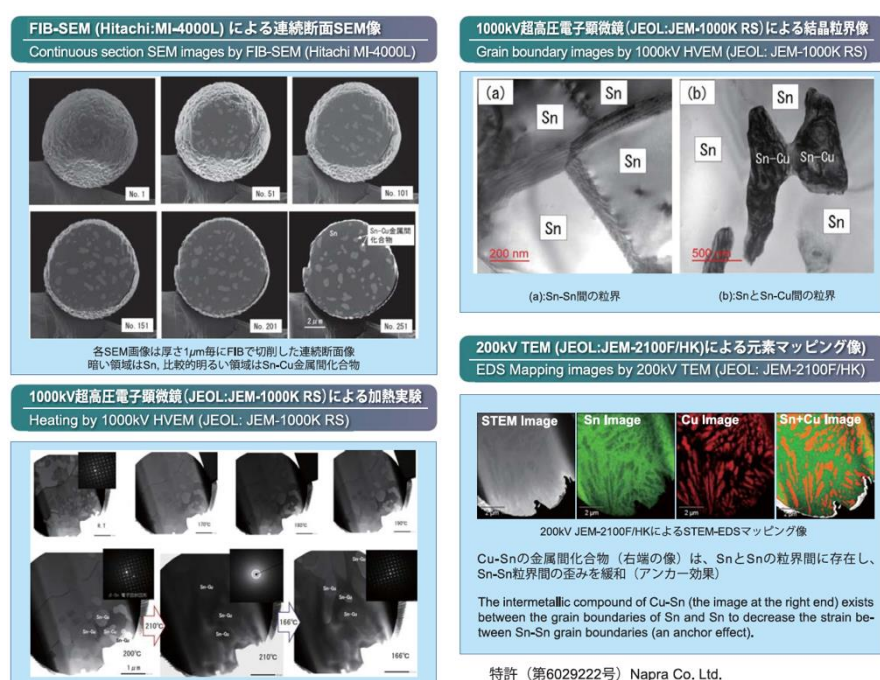 FIB-SEM (Hitachi:MI-4000L) による連続断面SEM像
Continuous section SEM images by FIB-SEM (Hitachi MI-4000L)
No. 1
No. 51
No. 101
No. 151
No. 201
Sn
Sn-Cu金属間
化合物
2μm
No. 251
各SEM画像は厚さ1μm毎にFIBで切削した連続断面像
暗い領域はSn, 比較的明るい領域はSn-Cu金属間化合物
1000kV超高圧電子顕微鏡(JEOL:JEM-1000K RS)による加熱実験
Heating by 1000kV HVEM (JEOL: JEM-1000K RS)
R.T
170℃
180℃
190℃
Sn-Cu
Sn-Cu
Sn-Cu
Sn-Cu
200℃
1μm
210℃
Sn-Cu
Sn-Cu
Sn-Cu
210℃
166℃
Sn-Cu
Sn-Cu
Sn-Cu
166℃
1000kV超高圧電子顕微鏡(JEOL:JEM-1000K RS)による結晶粒界像
Grain boundary images by 1000kV HVEM (JEOL: JEM-1000K RS)
(a)
Sn
Sn
Sn
Sn
200 nm
(b)
Sn
Sn
Sn-Cu
Sn-Cu
Sn
500 nm
(a):Sn-Sn間の粒界
(b):SnとSn-Cu間の粒界
200kV TEM (JEOL:JEM-2100F/HK)による元素マッピング像)
EDS Mapping images by 200kV TEM (JEOL: JEM-2100F/HK)
STEM Image
Sn Image
Cu Image
Sn+Cu Image
2 μm
2 μm
2 μm
2 μm
200kV JEM-2100F/HKによるSTEM-EDSマッピング像
Cu-Snの金属間化合物（右端の像）は、SnとSnの粒界間に存在し、
Sn-Sn粒界間の歪みを緩和（アンカー効果）
The intermetallic compound of Cu-Sn (the image at the right end) exists
between the grain boundaries of Sn and Sn to decrease the strain be-
tween Sn-Sn grain boundaries (an anchor effect).
特許（第6029222号）Napra Co. Ltd.